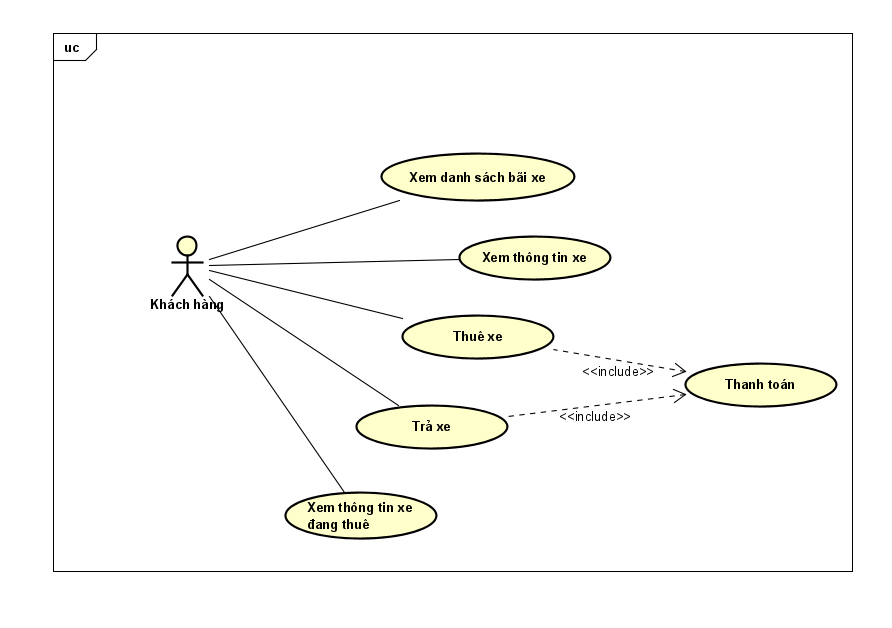 uc
Xem danh sách bãi xe
Xem thông tin xe
Khách hàng
Thuê xe
<<include>>
Thanh toán
<<include>>
Trả xe
Xem thông tin xe
đang thuê